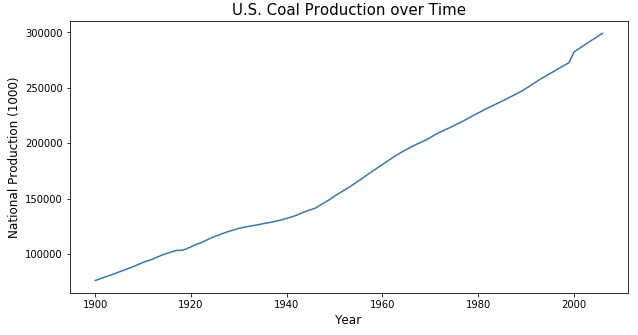 U.S. Coal Production over Time
National Production (1000)
300000
250000
200000
150000
100000
1900 1920 1940 1960 1980 2000
Year